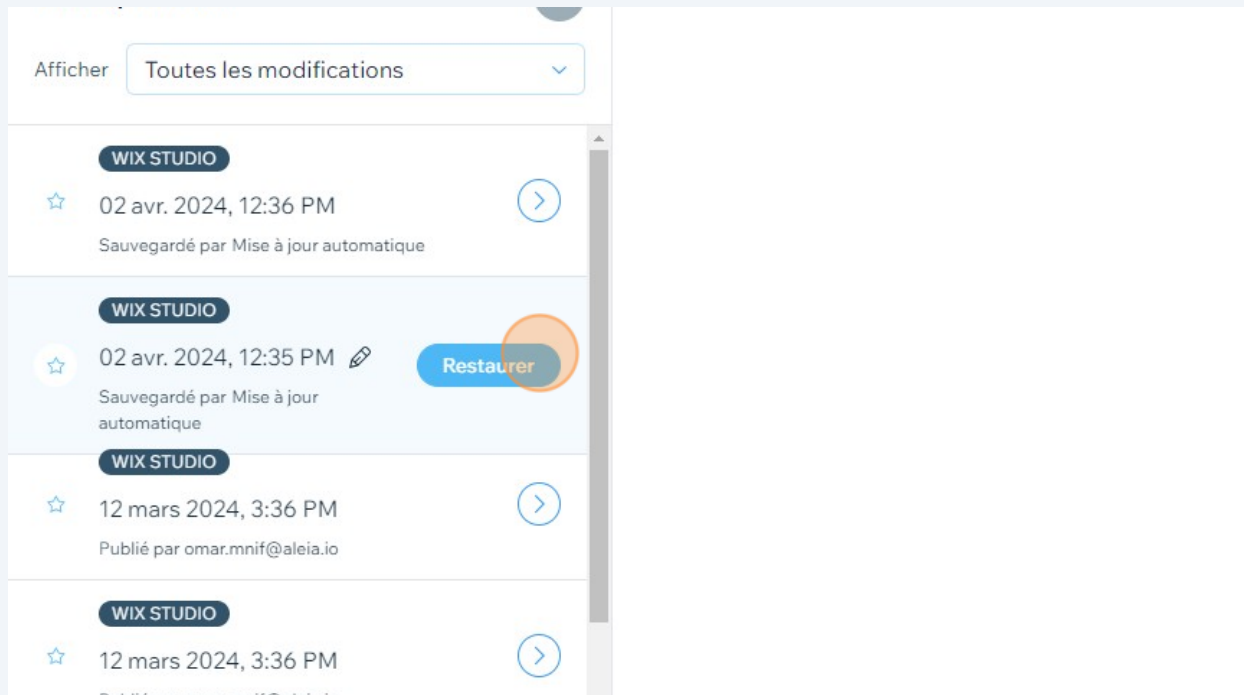 Afficher Toutes les modifications
WIX STUDIO
02 avr. 2024, 12:36 PM
Sauvegardé par Mise à jour automatique
WIX STUDIO
02 avr. 2024, 12:35 PM Restaurer
Sauvegardé par Mise à jour
automatique
WIX STUDIO
12 mars 2024, 3:36 PM
Publié par omar.mnif@aleia.io
WIX STUDIO
12 mars 2024, 3:36 PM